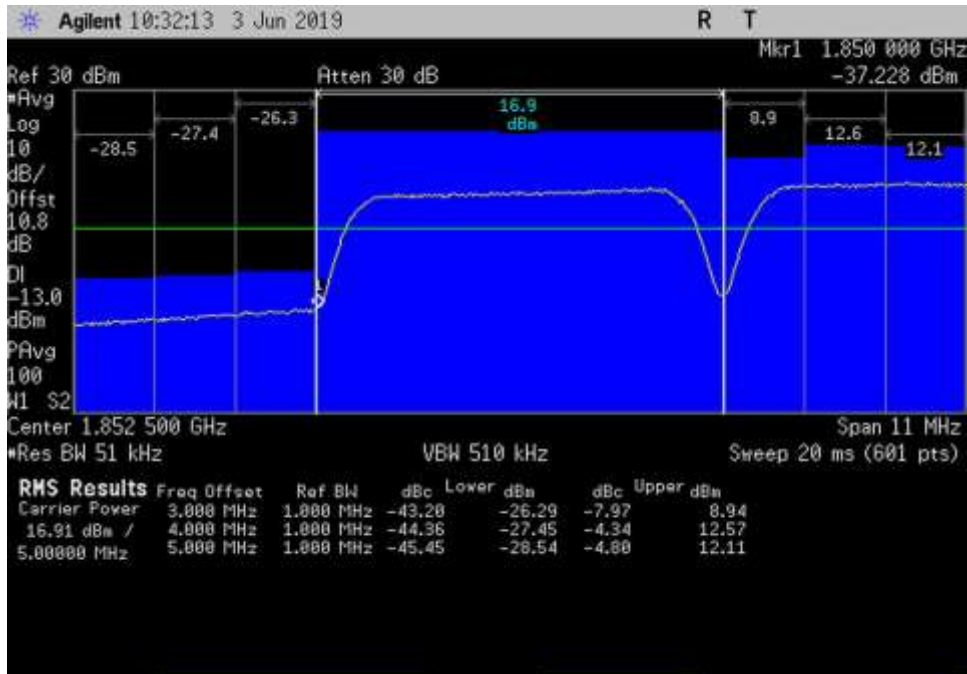 Agilent 10:32:13 3 Jun 2019 R T
Mkr1 1.850 000 GHz
Ref 30 dBm Atten 30 dB -37.228 dBm
#Avg
Log
10
dB/
Offst
10.8
dB
DI
-13.0
dBm
PAvg
100
W1 S2
-28.5 -27.4 -26.3 16.9 8.9 12.6 12.1
dBm
1
Center 1.852 500 GHz Span 11 MHz
#Res BW 51 kHz VBW 510 kHz Sweep 20 ms (601 pts)
RMS Results Freq Offset Ref BW dBc Lower dBm dBc Upper dBm
Carrier Power 3.000 MHz 1.000 MHz -43.20 -26.29 -7.97 8.94
16.91 dBm / 4.000 MHz 1.000 MHz -44.36 -27.45 -4.34 12.57
5.00000 MHz 5.000 MHz 1.000 MHz -45.45 -28.54 -4.80 12.11